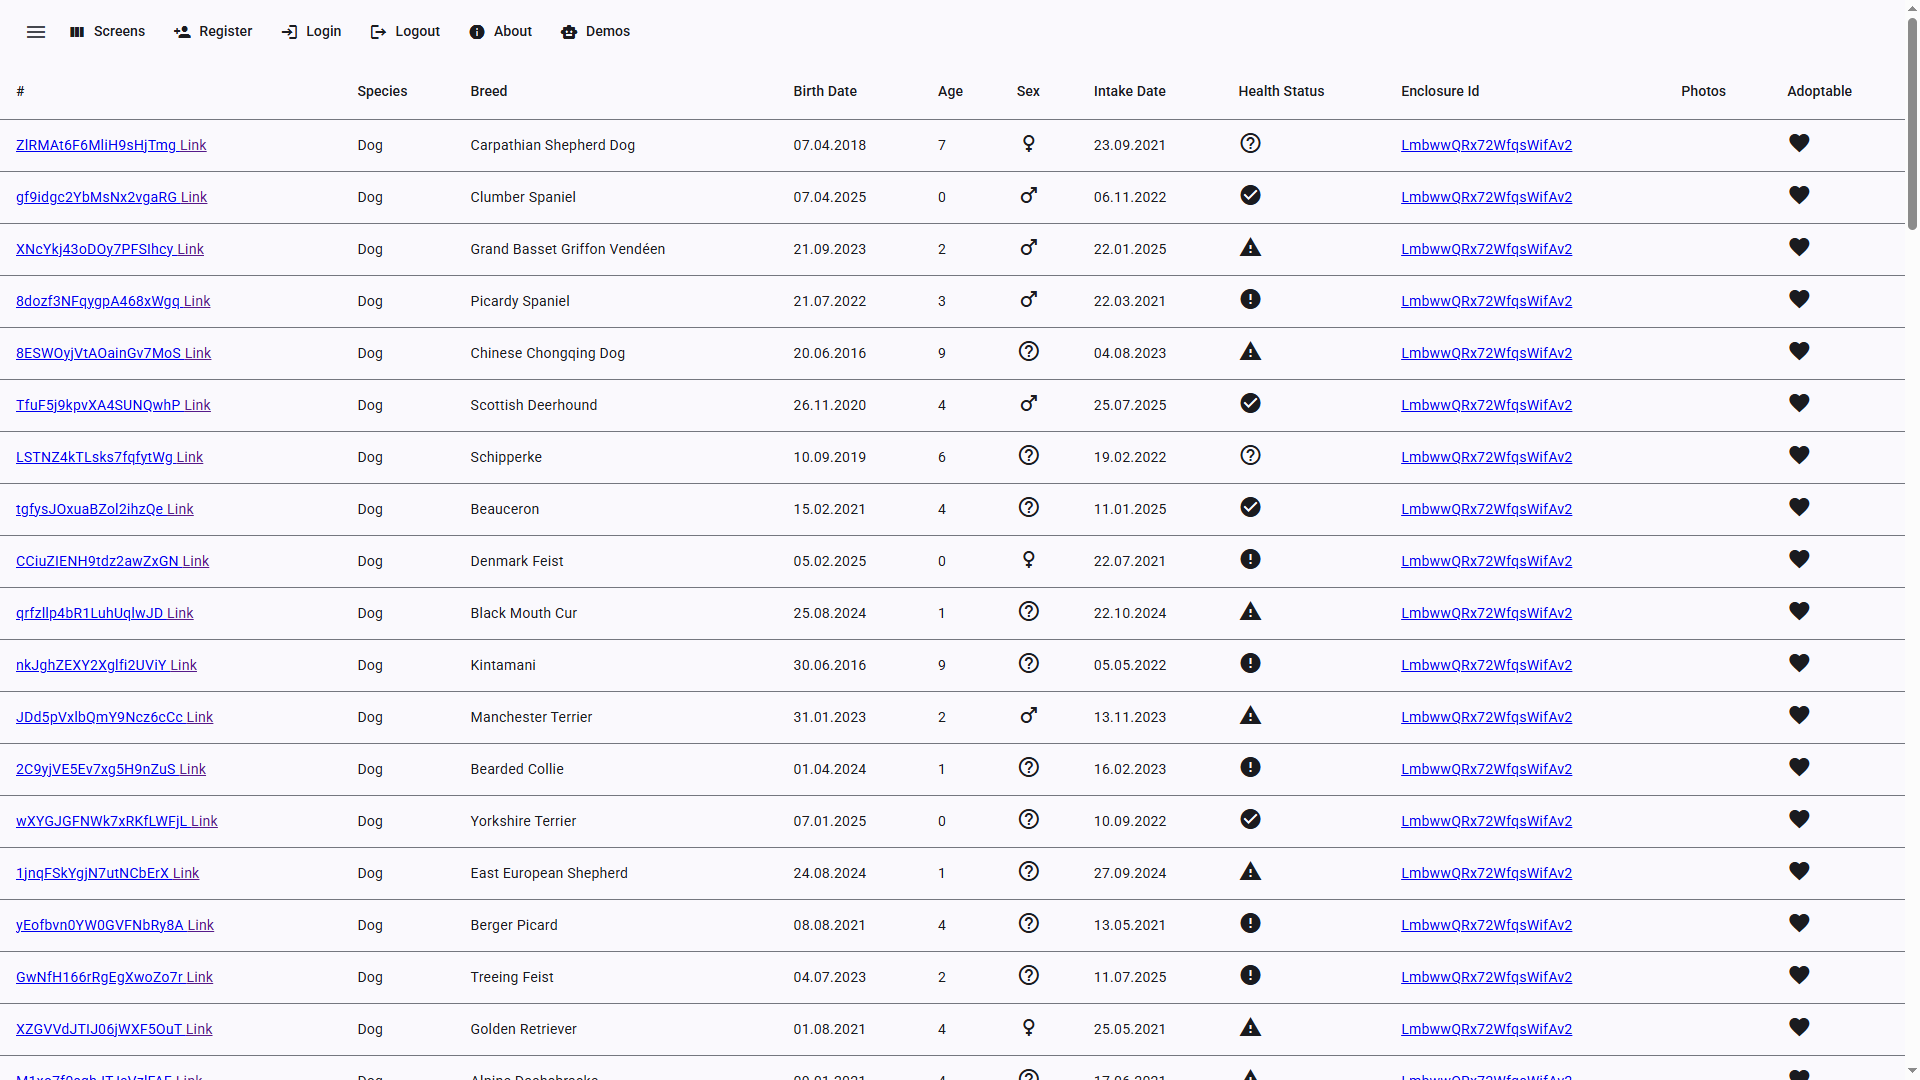 Screens Register Login Logout About Demos
# Species Breed Birth Date Age Sex Intake Date Health Status Enclosure Id Photos Adoptable
ZlRMAt6F6MliH9sHjTmg Link Dog Carpathian Shepherd Dog 07.04.2018 7 23.09.2021 LmbwwQRx72WfqsWifAv2
gf9idgc2YbMsNx2vgaRG Link Dog Clumber Spaniel 07.04.2025 0 06.11.2022 LmbwwQRx72WfqsWifAv2
XNcYkj43oDOy7PFSIhcy Link Dog Grand Basset Griffon Vendéen 21.09.2023 2 22.01.2025 LmbwwQRx72WfqsWifAv2
8dozf3NFqygpA468xWgq Link Dog Picardy Spaniel 21.07.2022 3 22.03.2021 LmbwwQRx72WfqsWifAv2
8ESWOyjVtAOainGv7MoS Link Dog Chinese Chongqing Dog 20.06.2016 9 04.08.2023 LmbwwQRx72WfqsWifAv2
TfuF5j9kpvXA4SUNQwhP Link Dog Scottish Deerhound 26.11.2020 4 25.07.2025 LmbwwQRx72WfqsWifAv2
LSTNZ4kTLsks7fqfytWg Link Dog Schipperke 10.09.2019 6 19.02.2022 LmbwwQRx72WfqsWifAv2
tgfysJOxuaBZol2ihzQe Link Dog Beauceron 15.02.2021 4 11.01.2025 LmbwwQRx72WfqsWifAv2
CCiuZIENH9tdz2awZxGN Link Dog Denmark Feist 05.02.2025 0 22.07.2021 LmbwwQRx72WfqsWifAv2
qrfzllp4bR1LuhUqlwJD Link Dog Black Mouth Cur 25.08.2024 1 22.10.2024 LmbwwQRx72WfqsWifAv2
nkJghZEXY2Xglfi2UViY Link Dog Kintamani 30.06.2016 9 05.05.2022 LmbwwQRx72WfqsWifAv2
JDd5pVxlbQmY9Ncz6cCc Link Dog Manchester Terrier 31.01.2023 2 13.11.2023 LmbwwQRx72WfqsWifAv2
2C9yjVE5Ev7xg5H9nZuS Link Dog Bearded Collie 01.04.2024 1 16.02.2023 LmbwwQRx72WfqsWifAv2
wXYGJGFNWk7xRKfLWFjL Link Dog Yorkshire Terrier 07.01.2025 0 10.09.2022 LmbwwQRx72WfqsWifAv2
1jnqFSkYgjN7utNCbErX Link Dog East European Shepherd 24.08.2024 1 27.09.2024 LmbwwQRx72WfqsWifAv2
yEofbvn0YW0GVFNbRy8A Link Dog Berger Picard 08.08.2021 4 13.05.2021 LmbwwQRx72WfqsWifAv2
GwNfH166rRgEgXwoZo7r Link Dog Treeing Feist 04.07.2023 2 11.07.2025 LmbwwQRx72WfqsWifAv2
XZGVVdJTIJ06jWXF5OuT Link Dog Golden Retriever 01.08.2021 4 25.05.2021 LmbwwQRx72WfqsWifAv2
Link Dog Alpine Dachsbracke 4 LmbwwQRx72WfqsWifAv2